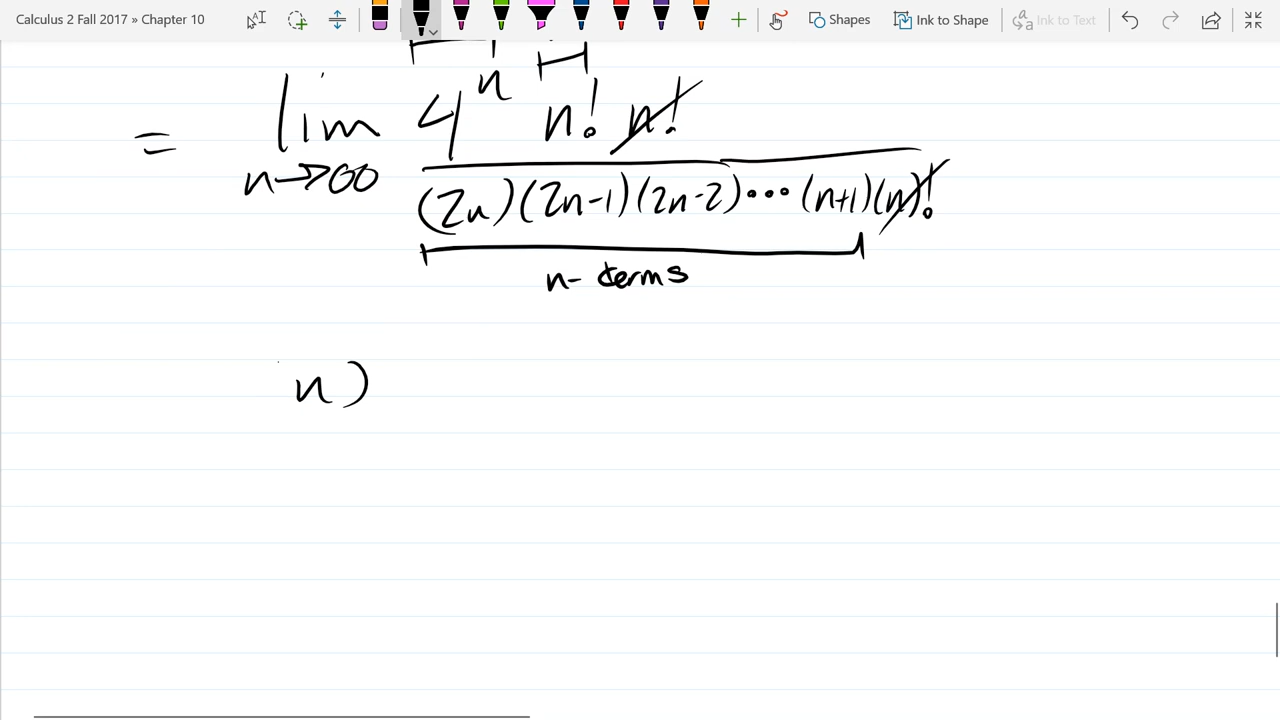 Calculus 2 Fall 2017 » Chapter 10
Shapes
Ink to Shape
Ink to Text
= lim n→∞ 4^n n! n!
(2n)(2n-1)(2n-2)•••(n+1)(n)!
n- terms
n)